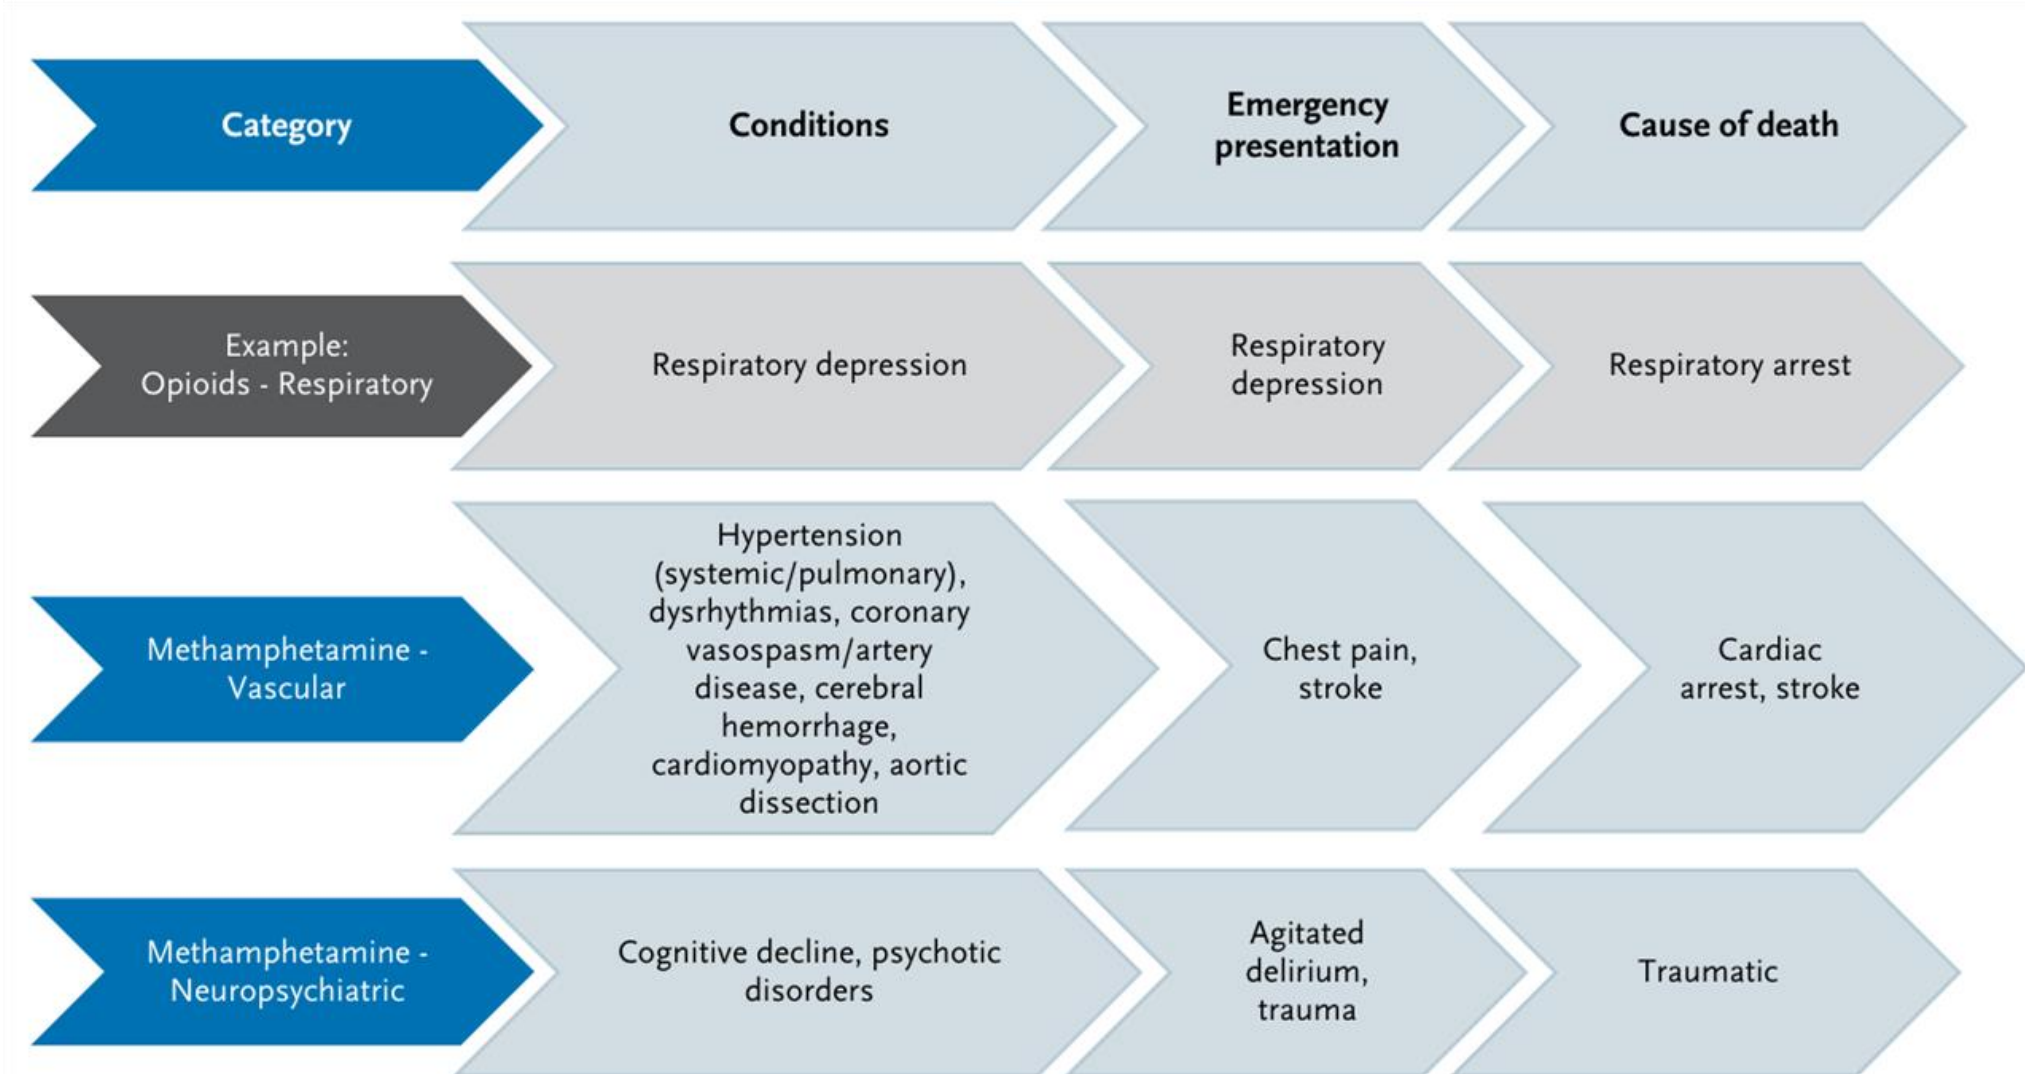 Category
Conditions
Emergency
presentation
Cause of death
Example:
Opioids - Respiratory
Respiratory depression
Respiratory
depression
Respiratory arrest
Methamphetamine -
Vascular
Hypertension
(systemic/pulmonary),
dysrhythmias, coronary
vasospasm/artery
disease, cerebral
hemorrhage,
cardiomyopathy, aortic
dissection
Chest pain,
stroke
Cardiac
arrest, stroke
Methamphetamine -
Neuropsychiatric
Cognitive decline, psychotic
disorders
Agitated
delirium,
trauma
Traumatic